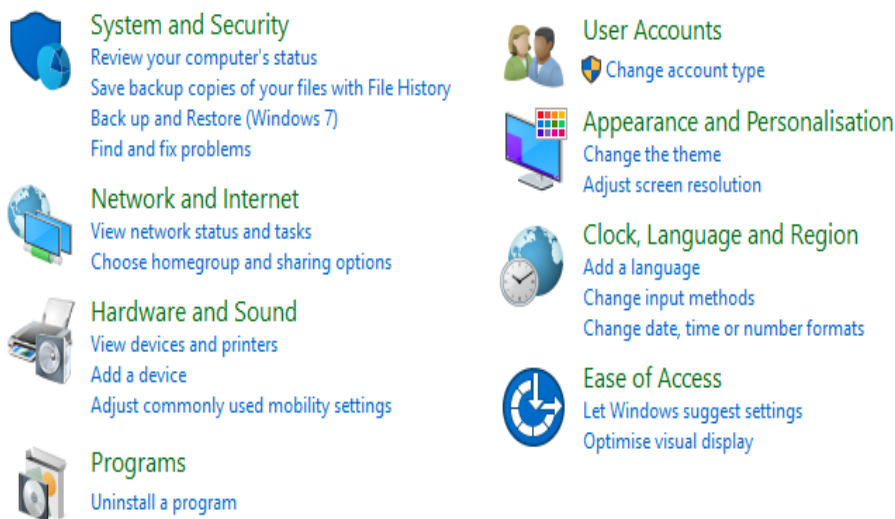 System and Security
Review your computer's status
Save backup copies of your files with File History
Back up and Restore (Windows 7)
Find and fix problems
Network and Internet
View network status and tasks
Choose homegroup and sharing options
Hardware and Sound
View devices and printers
Add a device
Adjust commonly used mobility settings
Programs
Uninstall a program
User Accounts
Change account type
Appearance and Personalisation
Change the theme
Adjust screen resolution
Clock, Language and Region
Add a language
Change input methods
Change date, time or number formats
Ease of Access
Let Windows suggest settings
Optimise visual display